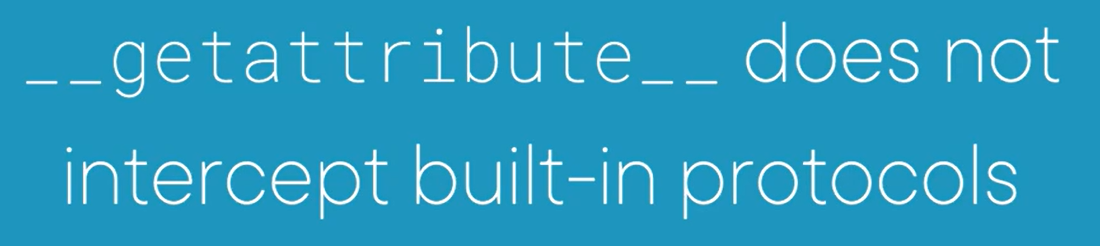 __getattribute__ does not
intercept built-in protocols